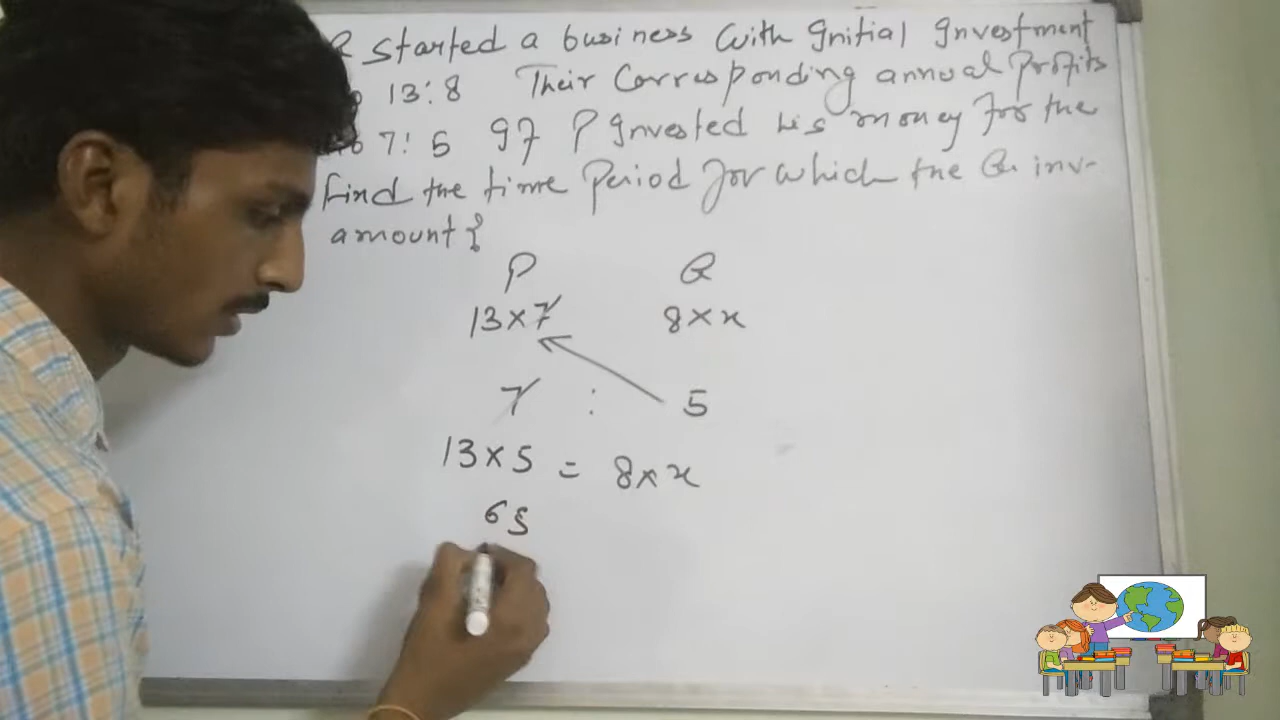 Q started a business with Initial Investment
13:8 Their Corresponding annual Profits
7: 5 If P Invested his money for the
find the time Period for which the Q inv-
amount?
P Q
13×7 8×x
7 : 5
13×5 = 8×x
65